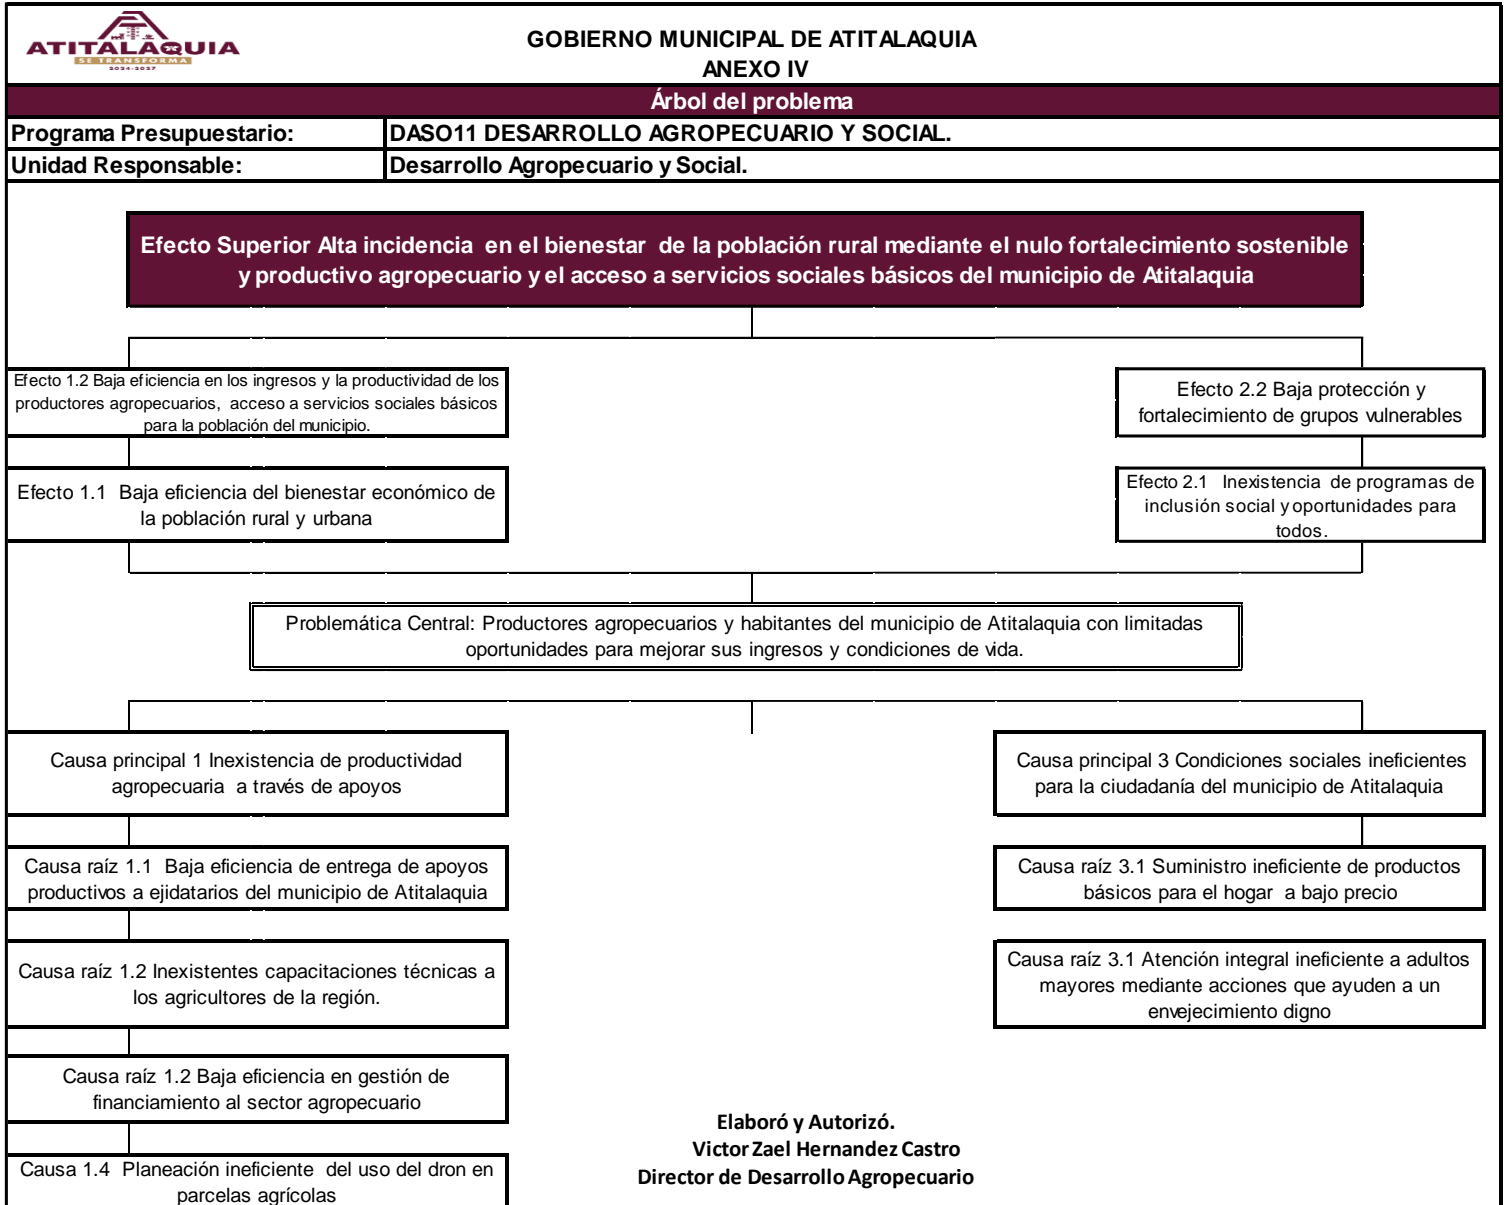 ATITALAQUIA
SE TRANSFORMA
2024-2027
GOBIERNO MUNICIPAL DE ATITALAQUIA
ANEXO IV
Árbol del problema
Programa Presupuestario: DASO11 DESARROLLO AGROPECUARIO Y SOCIAL.
Unidad Responsable: Desarrollo Agropecuario y Social.
Efecto Superior Alta incidencia en el bienestar de la población rural mediante el nulo fortalecimiento sostenible
y productivo agropecuario y el acceso a servicios sociales básicos del municipio de Atitalaquia
Efecto 1.2 Baja eficiencia en los ingresos y la productividad de los
productores agropecuarios, acceso a servicios sociales básicos
para la población del municipio.
Efecto 2.2 Baja protección y
fortalecimiento de grupos vulnerables
Efecto 1.1 Baja eficiencia del bienestar económico de
la población rural y urbana
Efecto 2.1 Inexistencia de programas de
inclusión social y oportunidades para
todos.
Problemática Central: Productores agropecuarios y habitantes del municipio de Atitalaquia con limitadas
oportunidades para mejorar sus ingresos y condiciones de vida.
Causa principal 1 Inexistencia de productividad
agropecuaria a través de apoyos
Causa principal 3 Condiciones sociales ineficientes
para la ciudadanía del municipio de Atitalaquia
Causa raíz 1.1 Baja eficiencia de entrega de apoyos
productivos a ejidatarios del municipio de Atitalaquia
Causa raíz 3.1 Suministro ineficiente de productos
básicos para el hogar a bajo precio
Causa raíz 1.2 Inexistentes capacitaciones técnicas a
los agricultores de la región.
Causa raíz 3.1 Atención integral ineficiente a adultos
mayores mediante acciones que ayuden a un
envejecimiento digno
Causa raíz 1.2 Baja eficiencia en gestión de
financiamiento al sector agropecuario
Causa 1.4 Planeación ineficiente del uso del dron en
parcelas agrícolas
Elaboró y Autorizó.
Victor Zael Hernandez Castro
Director de Desarrollo Agropecuario